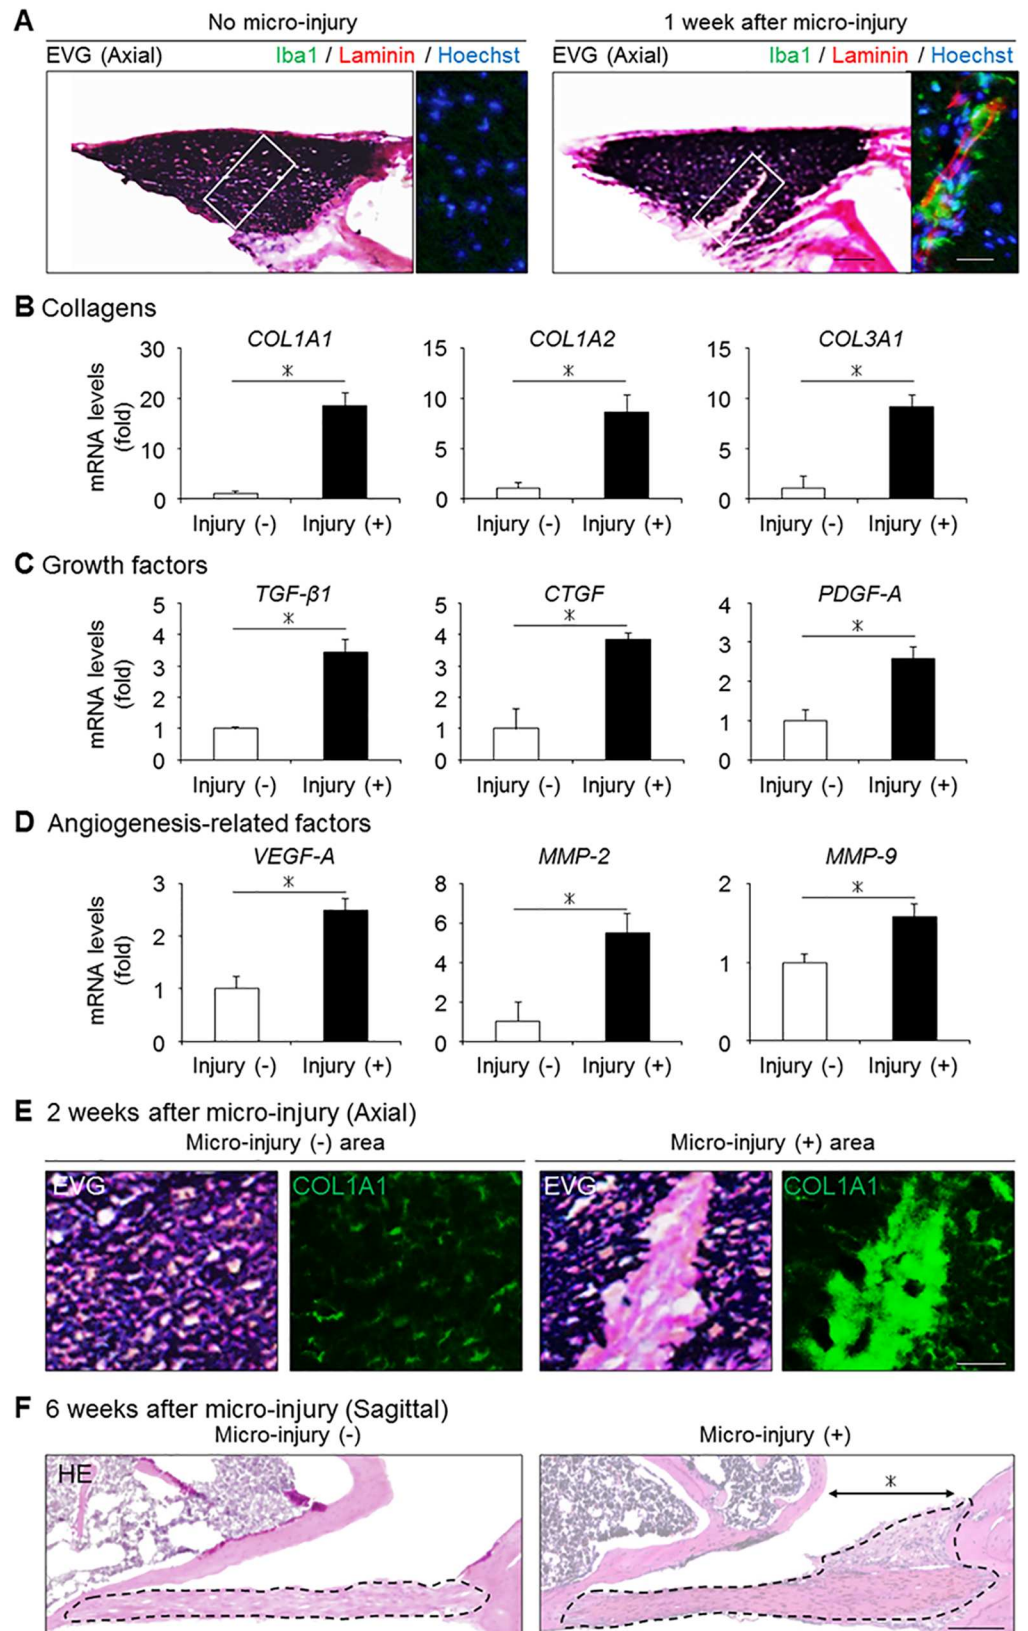 A
No micro-injury 1 week after micro-injury
EVG (Axial) Iba1 / Laminin / Hoechst EVG (Axial) Iba1 / Laminin / Hoechst
B Collagens
COL1A1 COL1A2 COL3A1
mRNA levels (fold)
30 20 10 0
*
Injury (-) Injury (+)
15 10 5 0
*
Injury (-) Injury (+)
15 10 5 0
*
Injury (-) Injury (+)
C Growth factors
TGF-β1 CTGF PDGF-A
mRNA levels (fold)
5 4 3 2 1 0
*
Injury (-) Injury (+)
5 4 3 2 1 0
*
Injury (-) Injury (+)
4 3 2 1 0
*
Injury (-) Injury (+)
D Angiogenesis-related factors
VEGF-A MMP-2 MMP-9
mRNA levels (fold)
3 2 1 0
*
Injury (-) Injury (+)
8 6 4 2 0
*
Injury (-) Injury (+)
2 1 0
*
Injury (-) Injury (+)
E 2 weeks after micro-injury (Axial)
Micro-injury (-) area Micro-injury (+) area
EVG COL1A1 EVG COL1A1
F 6 weeks after micro-injury (Sagittal)
Micro-injury (-) Micro-injury (+)
HE *